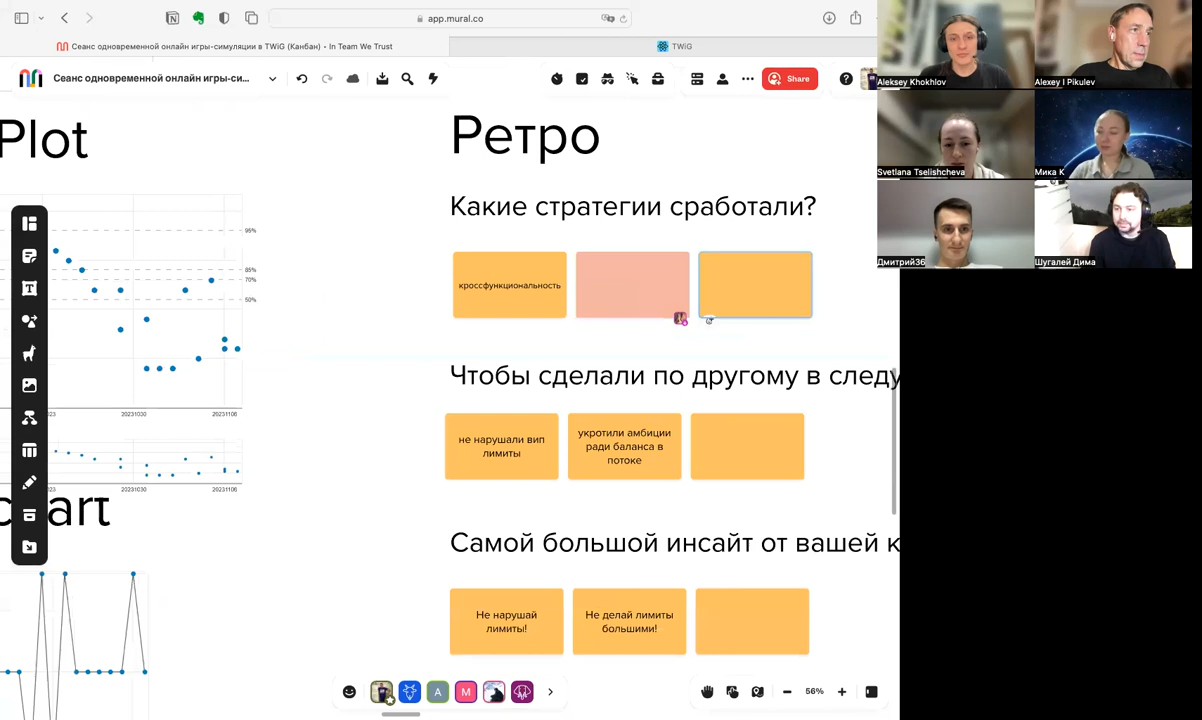 app.mural.co
Сеанс одновременной онлайн игры-симуляции в TWiG (Канбан) • In Team We Trust
TWiG
Сеанс одновременной онлайн игры-си...
Share
Plot
95%
85%
70%
50%
20231030
20231106
20231030
20231106
chart
Ретро
Какие стратегии сработали?
кроссфункциональность
Чтобы сделали по другому в следу
не нарушали вип
лимиты
укротили амбиции
ради баланса в
потоке
Самой большой инсайт от вашей к
Не нарушай
лимиты!
Не делай лимиты
большими!
A
M
56%
Aleksey Khokhlov
Alexey I Pikulev
Svetlana Tselishcheva
Мика К
Дмитрий36
Шугалей Дима